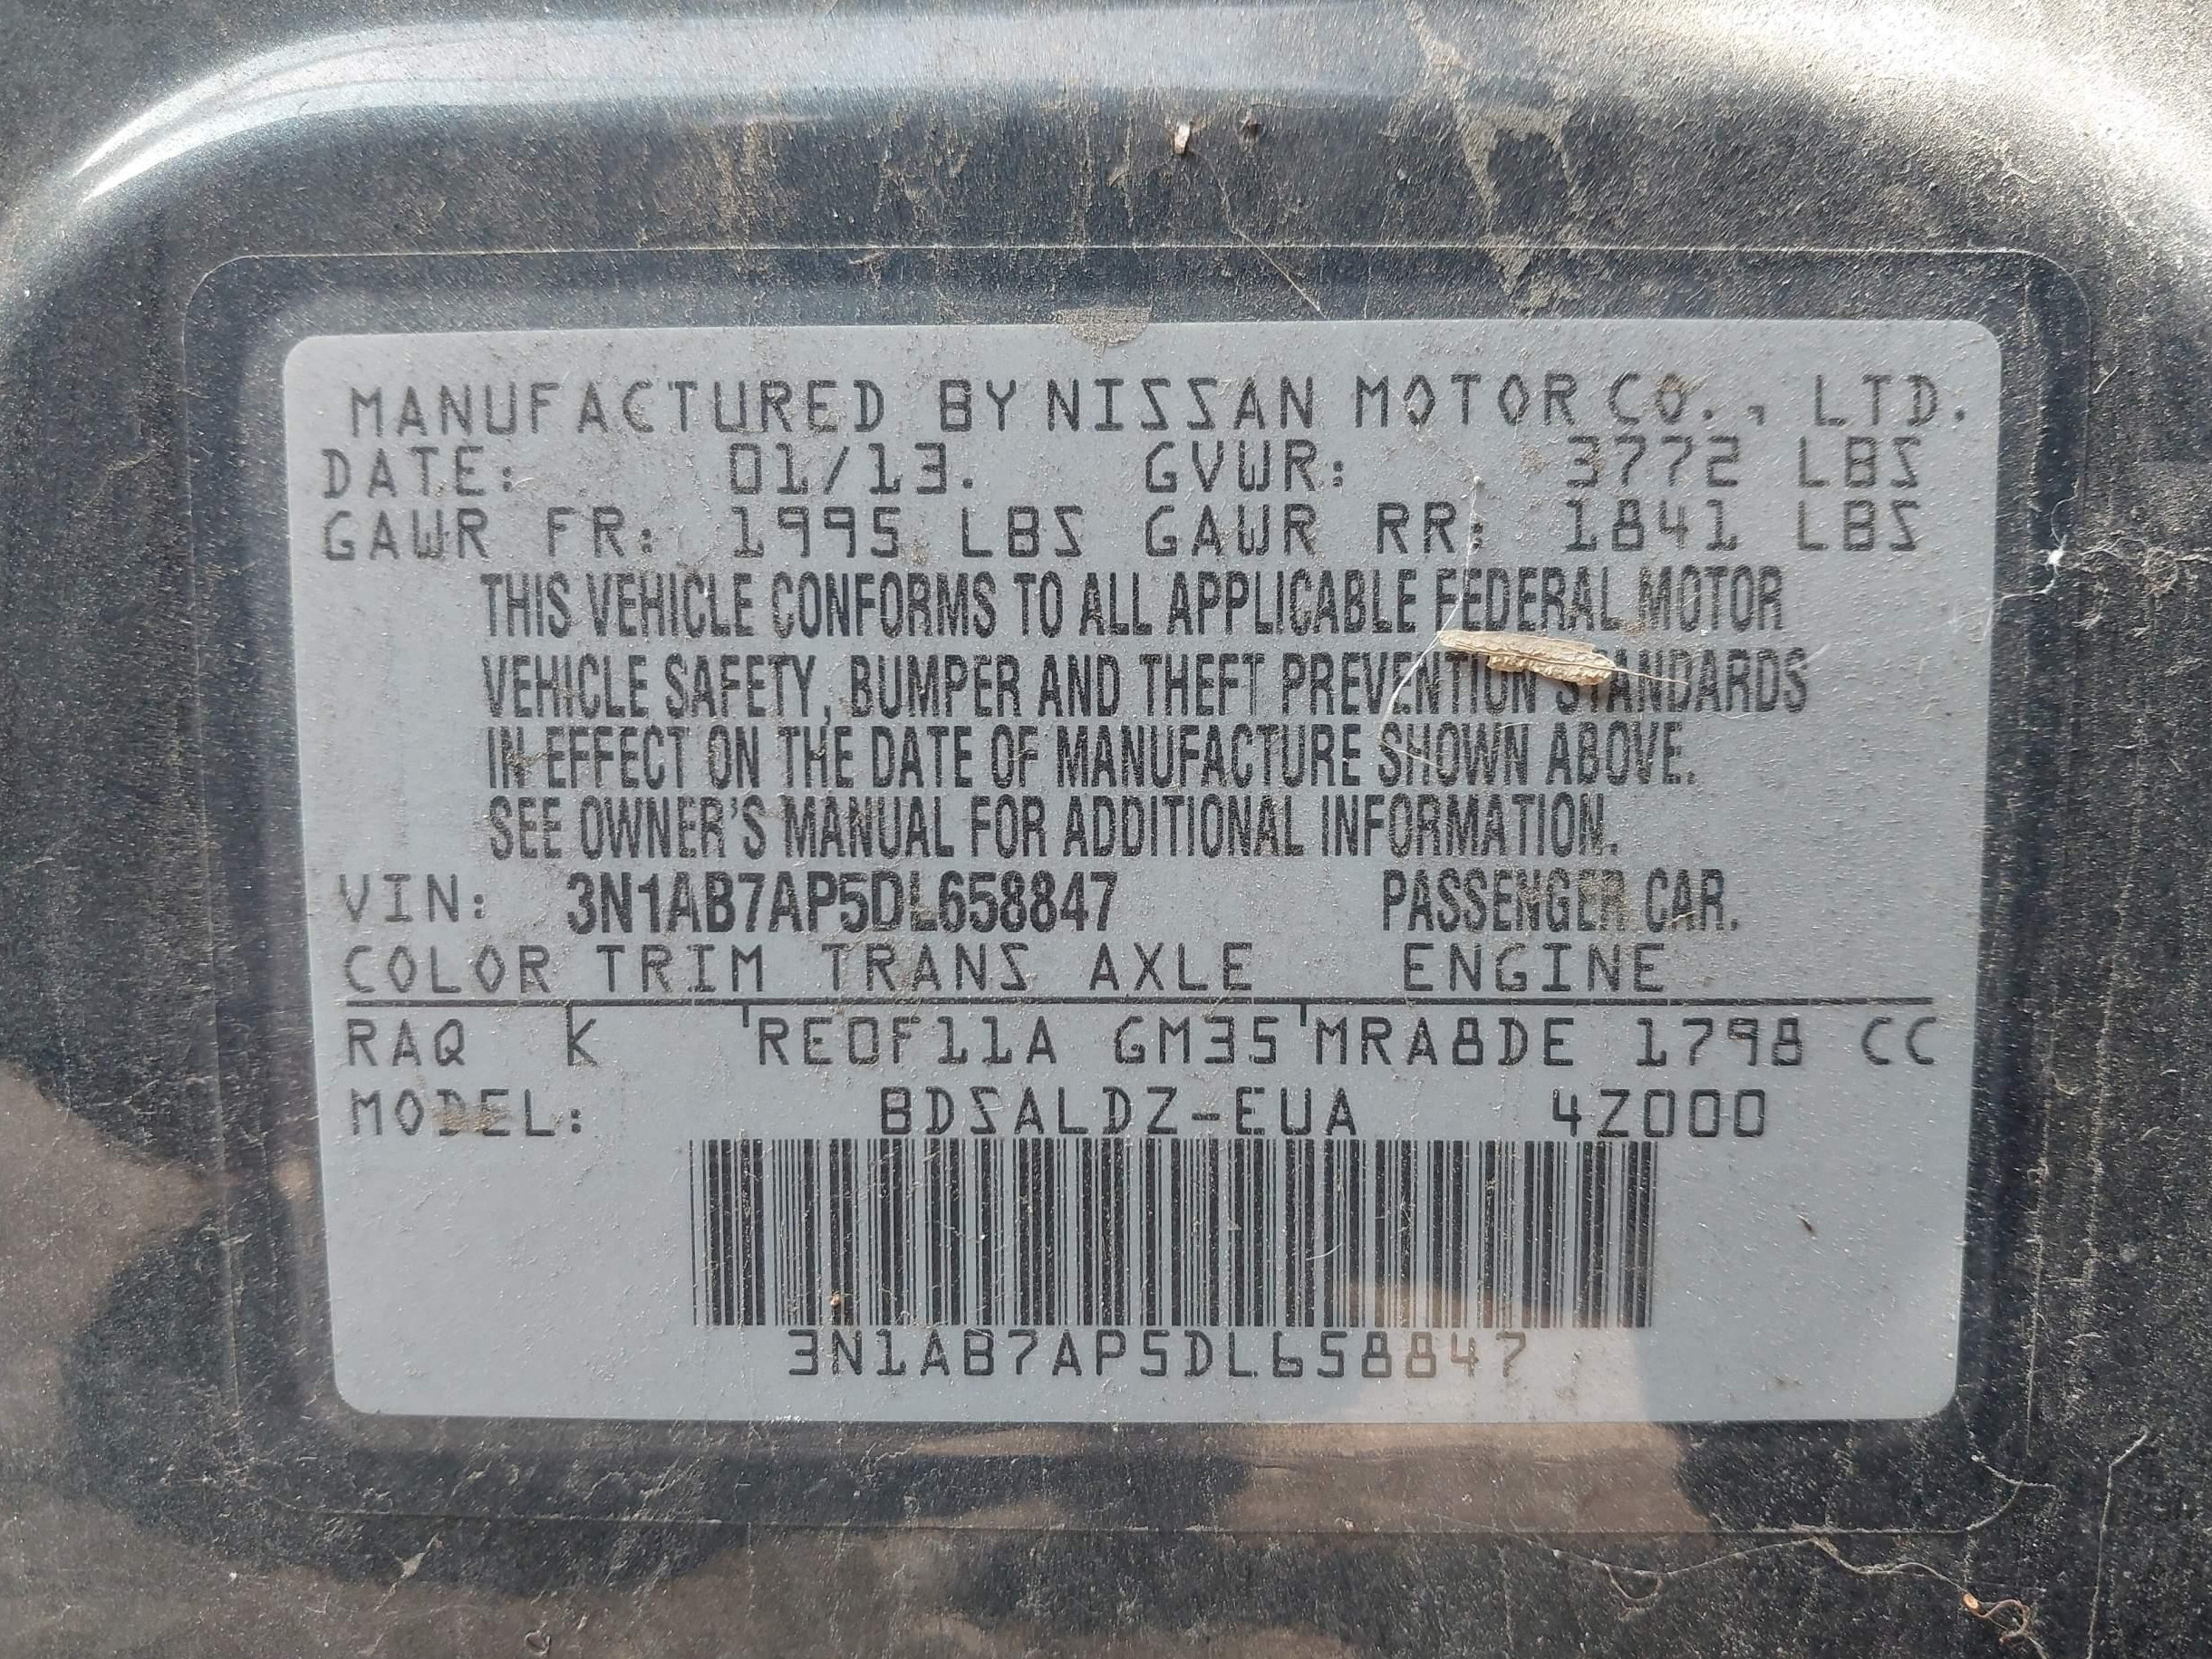 MANUFACTURED BY NISSAN MOTOR CO., LTD.
DATE: 01/13. GVWR: 3772 LBS
GAWR FR: 1995 LBS GAWR RR: 1841 LBS
THIS VEHICLE CONFORMS TO ALL APPLICABLE FEDERAL MOTOR
VEHICLE SAFETY, BUMPER AND THEFT PREVENTION STANDARDS
IN EFFECT ON THE DATE OF MANUFACTURE SHOWN ABOVE.
SEE OWNER'S MANUAL FOR ADDITIONAL INFORMATION.
VIN: 3N1AB7AP5DL658847 PASSENGER CAR.
COLOR TRIM TRANS AXLE ENGINE
RAQ K RE0F11A GM35 MRA8DE 1798 CC
MODEL: BDSALDZ-EUA 4Z000
3N1AB7AP5DL658847